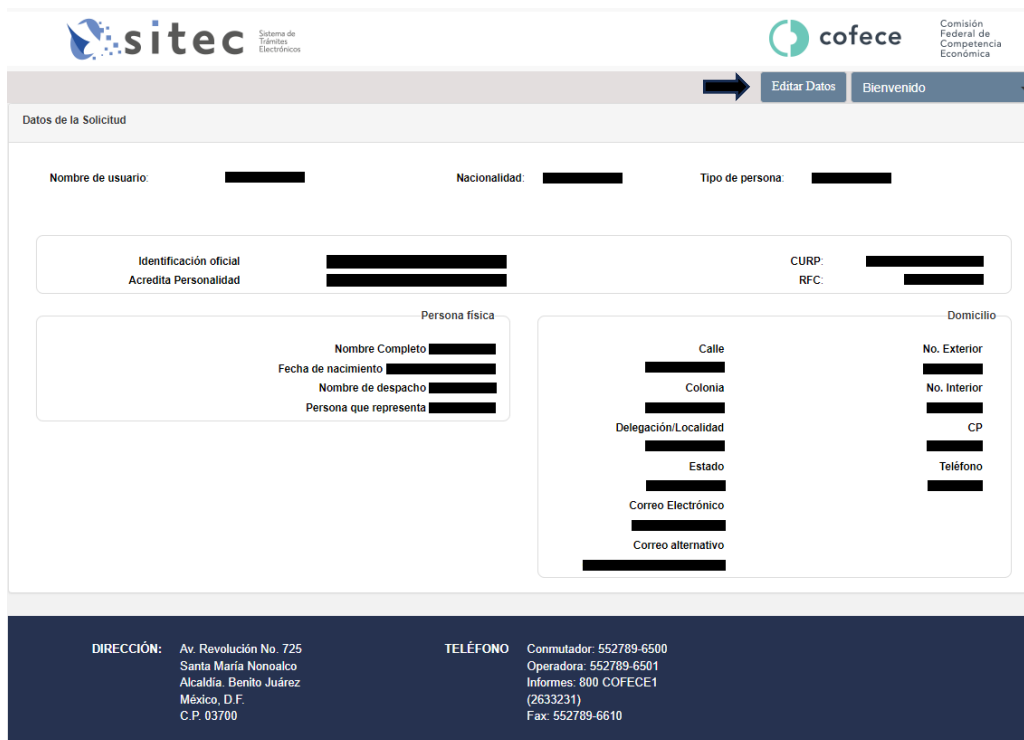 sitec
Sistema de
Trámites
Electrónicos
cofece
Comisión
Federal de
Competencia
Económica
Editar Datos
Bienvenido
Datos de la Solicitud
Nombre de usuario:
Nacionalidad:
Tipo de persona:
Identificación oficial
CURP:
Acredita Personalidad
RFC:
Persona física
Nombre Completo
Fecha de nacimiento
Nombre de despacho
Persona que representa
Domicilio
Calle
No. Exterior
Colonia
No. Interior
Delegación/Localidad
CP
Estado
Teléfono
Correo Electrónico
Correo alternativo
DIRECCIÓN:
Av. Revolución No. 725
Santa María Nonoalco
Alcaldía. Benito Juárez
México, D.F.
C.P. 03700
TELÉFONO
Conmutador: 552789-6500
Operadora: 552789-6501
Informes: 800 COFECE1
(2633231)
Fax: 552789-6610